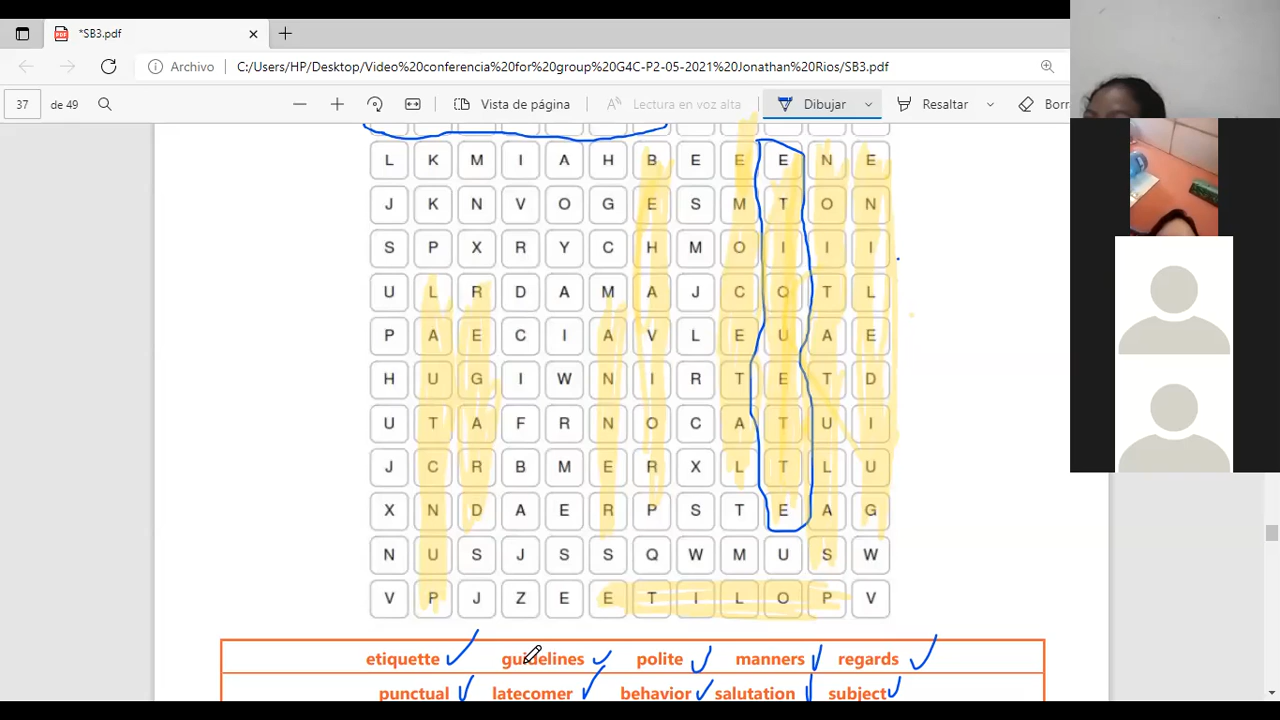 *SB3.pdf
Archivo C:/Users/HP/Desktop/Video%20conferencia%20for%20group%20G4C-P2-05-2021%20Jonathan%20Rios/SB3.pdf
37 de 49 Vista de página Lectura en voz alta Dibujar Resaltar Borr
L K M I A H B E E E N E
J K N V O G E S M T O N
S P X R Y C H M O I I I
U L R D A M A J C Q T L
P A E C I A V L E U A E
H U G I W N I R T E T D
U T A F R N O C A T U I
J C R B M E R X L T L U
X N D A E R P S T E A G
N U S J S S Q W M U S W
V P J Z E E T I L O P V
etiquette guidelines polite manners regards
punctual latecomer behavior salutation subject